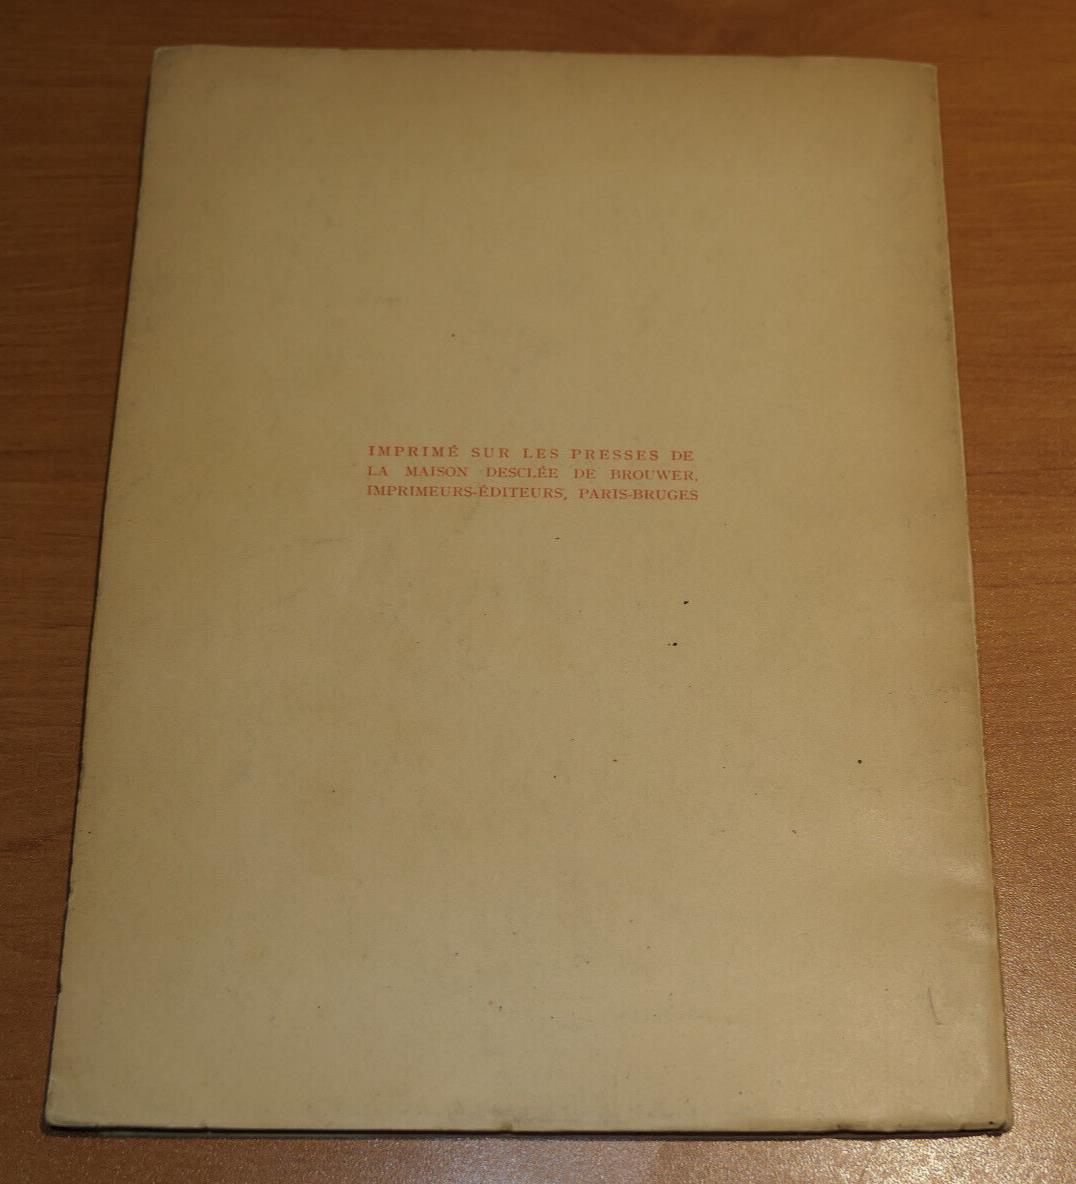 IMPRIMÉ SUR LES PRESSES DE
LA MAISON DESCLÉE DE BROUWER,
IMPRIMEURS-ÉDITEURS, PARIS-BRUGES